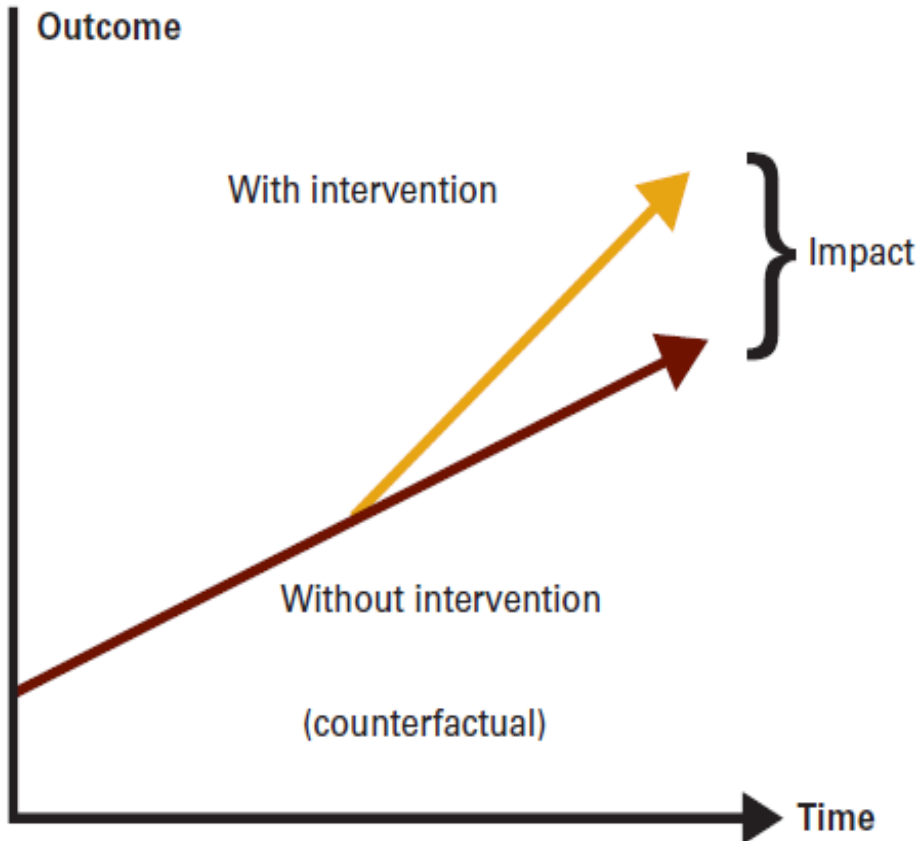 Outcome
With intervention
Impact
Without intervention
(counterfactual)
Time